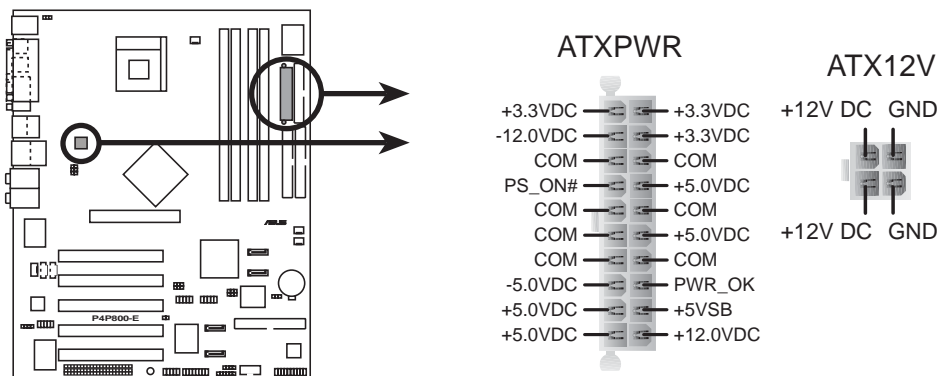 ATXPWR
ATX12V
+3.3VDC +3.3VDC
-12.0VDC +3.3VDC
COM COM
PS_ON# +5.0VDC
COM COM
COM +5.0VDC
COM COM
-5.0VDC PWR_OK
+5.0VDC +5VSB
+5.0VDC +12.0VDC
+12V DC GND
+12V DC GND
ASUS
P4P800-E